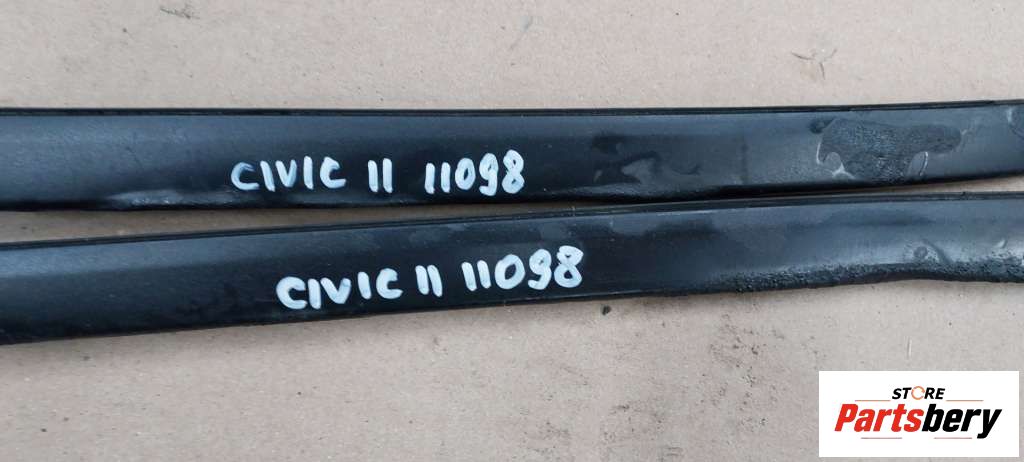 CIVIC II 11098
CIVIC II 11098
STORE
Partsbery